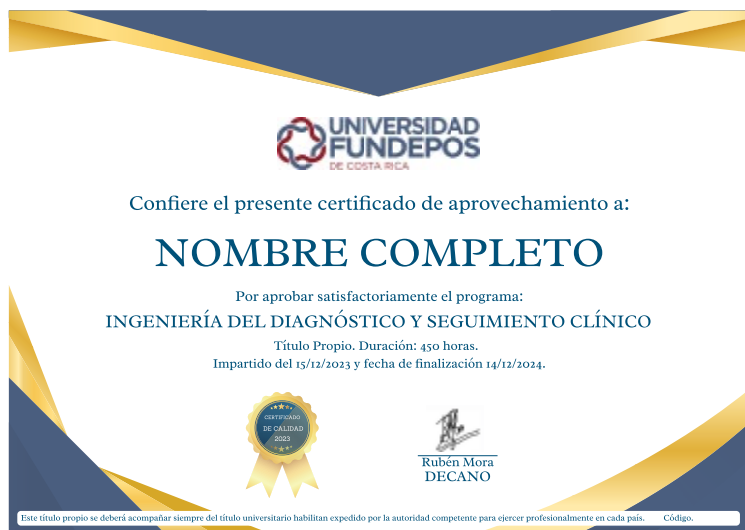 UNIVERSIDAD
FUNDEPOS
DE COSTA RICA
Confiere el presente certificado de aprovechamiento a:
NOMBRE COMPLETO
Por aprobar satisfactoriamente el programa:
INGENIERÍA DEL DIAGNÓSTICO Y SEGUIMIENTO CLÍNICO
Título Propio. Duración: 450 horas.
Impartido del 15/12/2023 y fecha de finalización 14/12/2024.
CERTIFICADO
DE CALIDAD
2023
Rubén Mora
DECANO
Este título propio se deberá acompañar siempre del título universitario habilitan expedido por la autoridad competente para ejercer profesionalmente en cada país. Código.